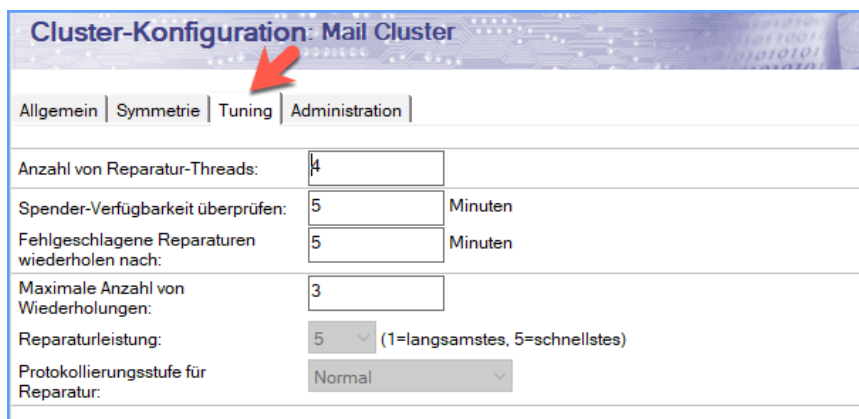 Cluster-Konfiguration: Mail Cluster
Allgemein Symmetrie Tuning Administration
Anzahl von Reparatur-Threads: 4
Spender-Verfügbarkeit überprüfen: 5 Minuten
Fehlgeschlagene Reparaturen
wiederholen nach: 5 Minuten
Maximale Anzahl von
Wiederholungen: 3
Reparaturleistung: 5 (1=langsamstes, 5=schnellstes)
Protokollierungsstufe für
Reparatur: Normal